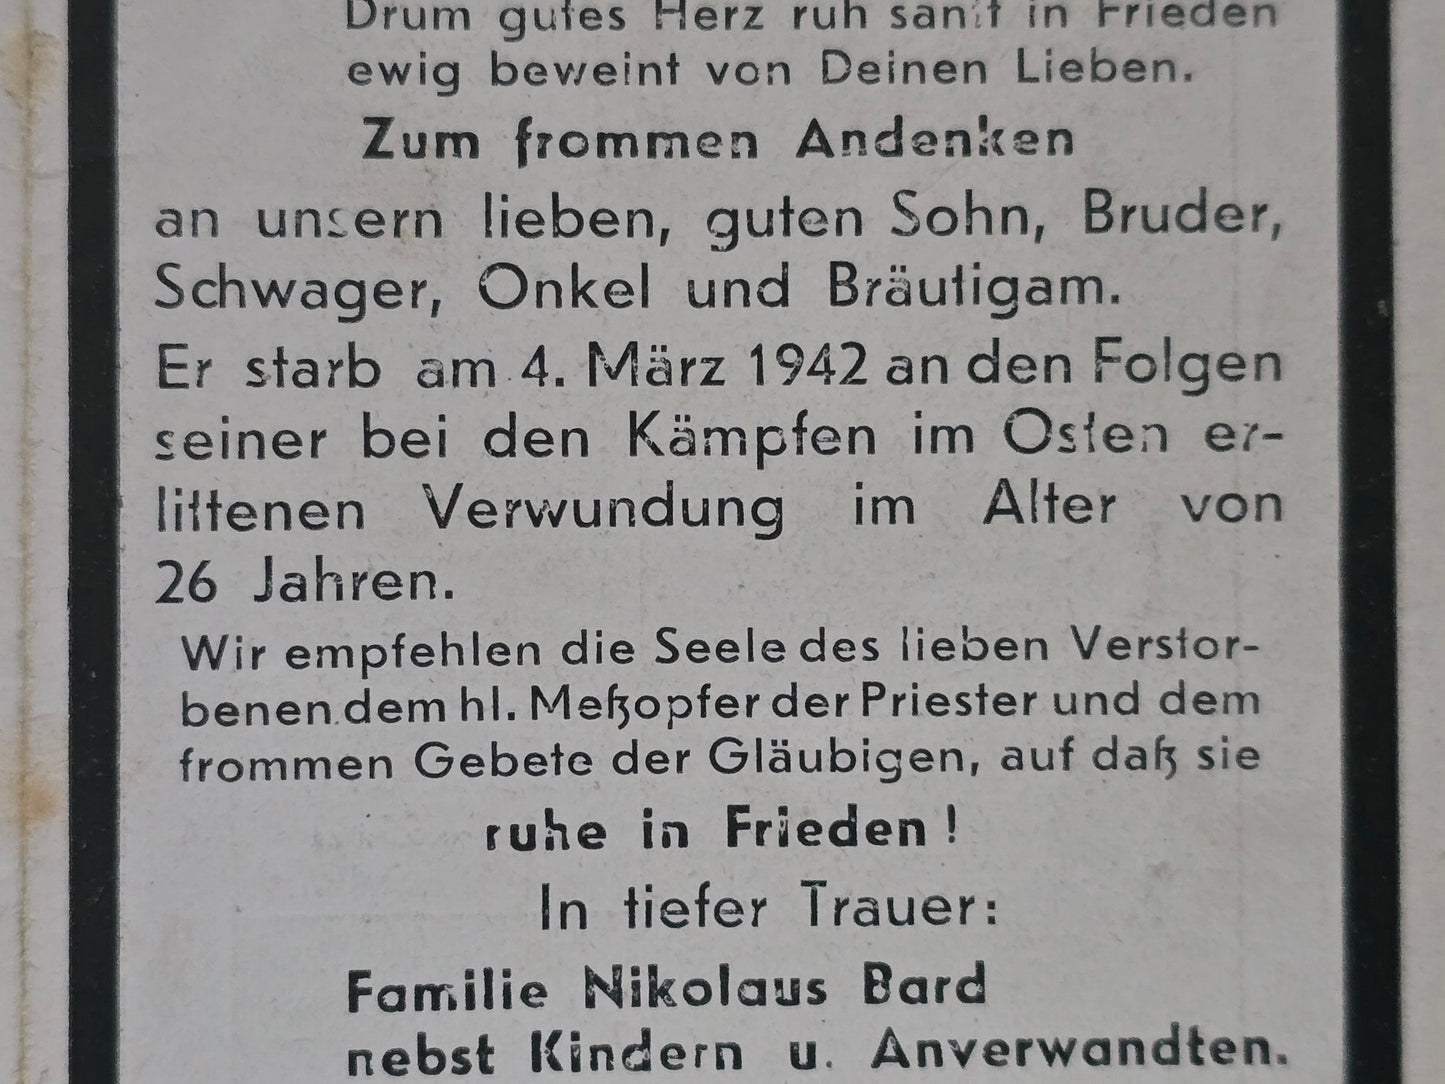 Drum gutes Herz ruh sanft in Frieden
ewig beweint von Deinen Lieben.
Zum frommen Andenken
an unsern lieben, guten Sohn, Bruder,
Schwager, Onkel und Bräutigam.
Er starb am 4. März 1942 an den Folgen
seiner bei den Kämpfen im Osten er-
littenen Verwundung im Alter von
26 Jahren.
Wir empfehlen die Seele des lieben Verstor-
benen dem hl. Meßopfer der Priester und dem
frommen Gebete der Gläubigen, auf daß sie
ruhe in Frieden!
In tiefer Trauer:
Familie Nikolaus Bard
nebst Kindern u. Anverwandten.